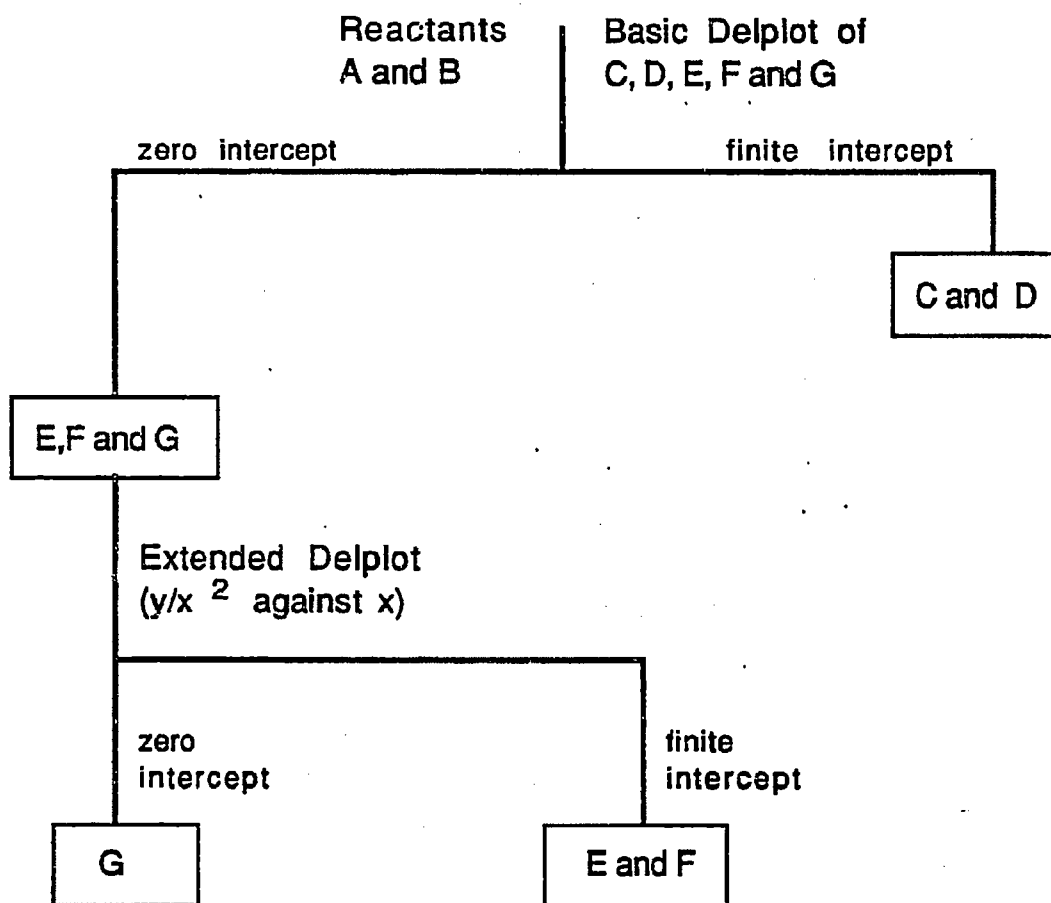 Reactants
A and B
Basic Delplot of
C, D, E, F and G
zero intercept
finite intercept
C and D
E,F and G
Extended Delplot
(y/x 2 against x)
zero
intercept
finite
intercept
G
E and F